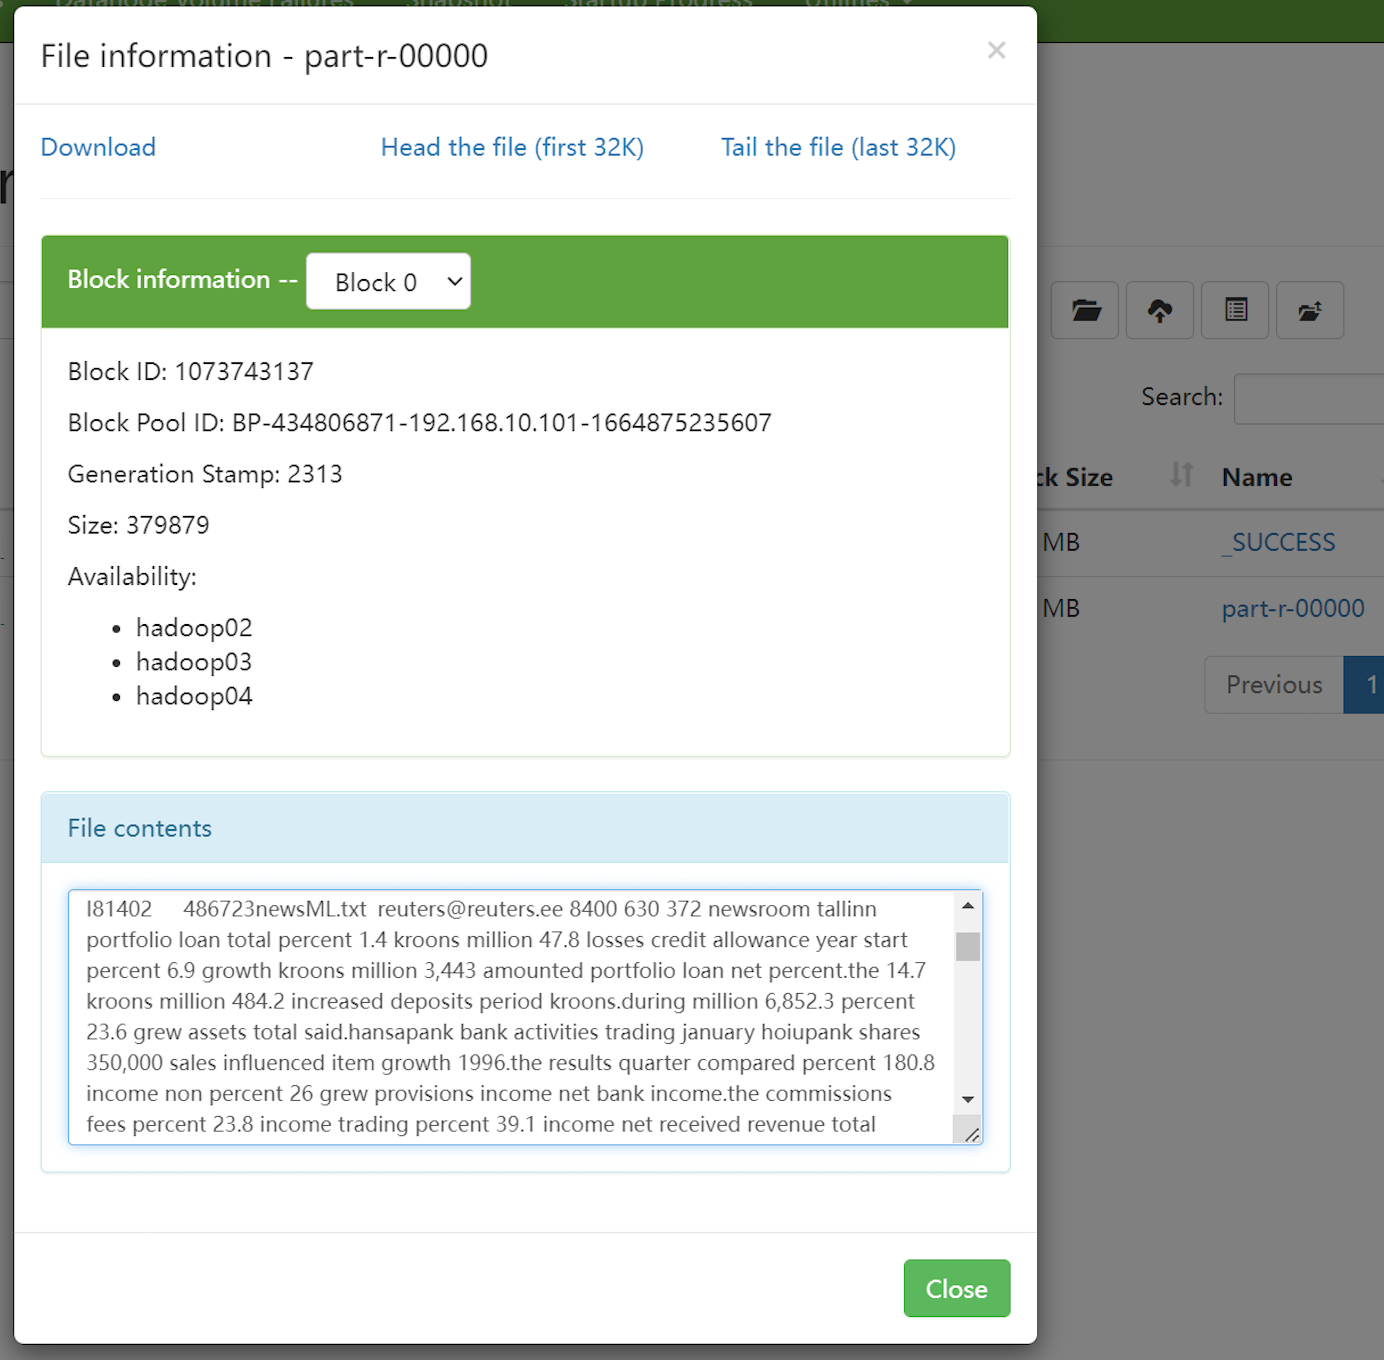 Datanode Volume Failures Snapshot Startup Progress Utilities
File information - part-r-00000
×
Download Head the file (first 32K) Tail the file (last 32K)
Block information -- Block 0
Block ID: 1073743137
Block Pool ID: BP-434806871-192.168.10.101-1664875235607
Generation Stamp: 2313
Size: 379879
Availability:
hadoop02
hadoop03
hadoop04
File contents
I81402 486723newsML.txt reuters@reuters.ee 8400 630 372 newsroom tallinn
portfolio loan total percent 1.4 kroons million 47.8 losses credit allowance year start
percent 6.9 growth kroons million 3,443 amounted portfolio loan net percent.the 14.7
kroons million 484.2 increased deposits period kroons.during million 6,852.3 percent
23.6 grew assets total said.hansapank bank activities trading january hoiupank shares
350,000 sales influenced item growth 1996.the results quarter compared percent 180.8
income non percent 26 grew provisions income net bank income.the commissions
fees percent 23.8 income trading percent 39.1 income net received revenue total
Close
Search:
ck Size Name
MB _SUCCESS
MB part-r-00000
Previous 1